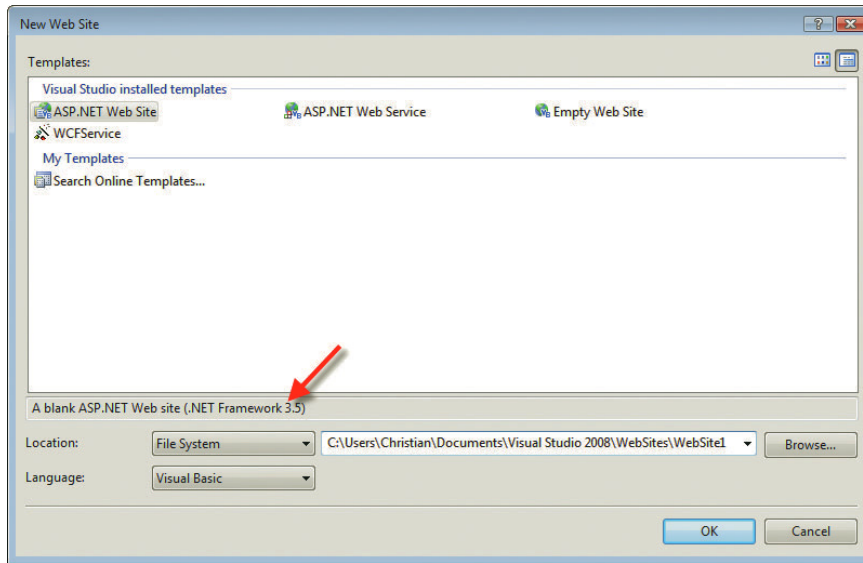 New Web Site
Templates:
Visual Studio installed templates
ASP.NET Web Site ASP.NET Web Service Empty Web Site
WCFService
My Templates
Search Online Templates...
A blank ASP.NET Web site (.NET Framework 3.5)
Location: File System C:\Users\Christian\Documents\Visual Studio 2008\WebSites\WebSite1 Browse...
Language: Visual Basic
OK Cancel